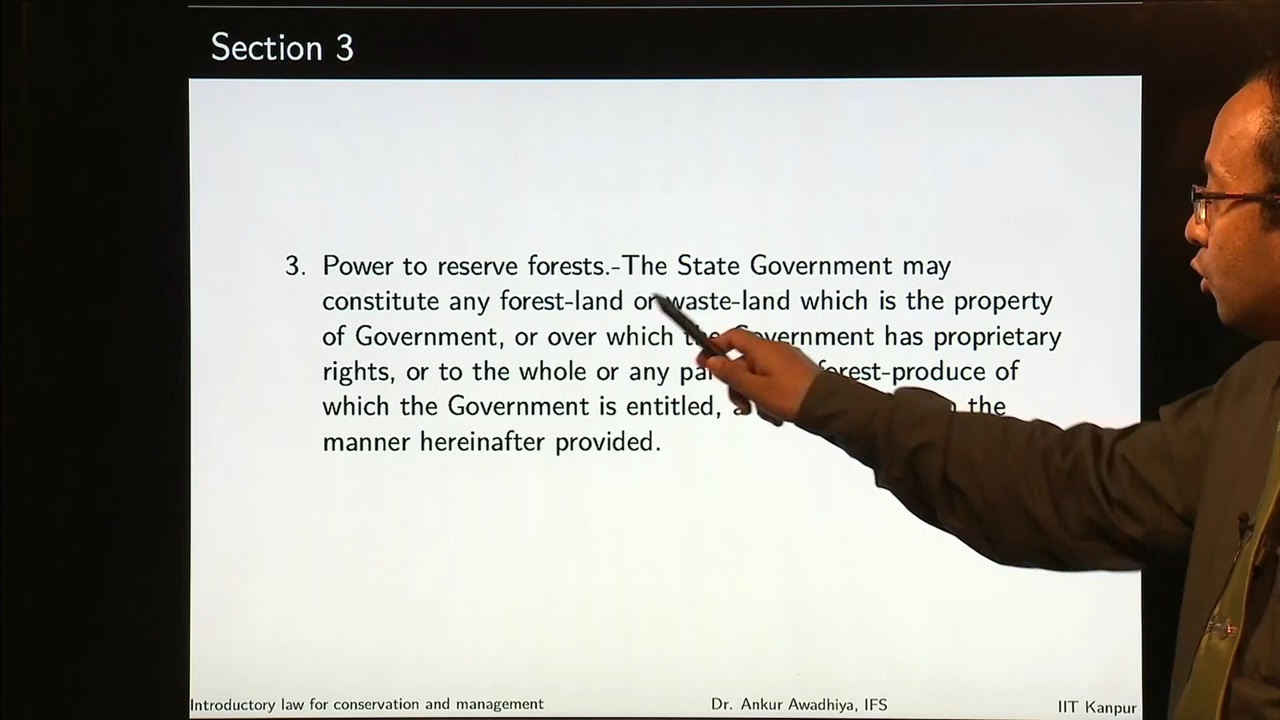 Section 3
3. Power to reserve forests.-The State Government may
constitute any forest-land or waste-land which is the property
of Government, or over which the Government has proprietary
rights, or to the whole or any forest-produce of
which the Government is entitled, the
manner hereinafter provided.
Introductory law for conservation and management Dr. Ankur Awadhiya, IFS IIT Kanpur